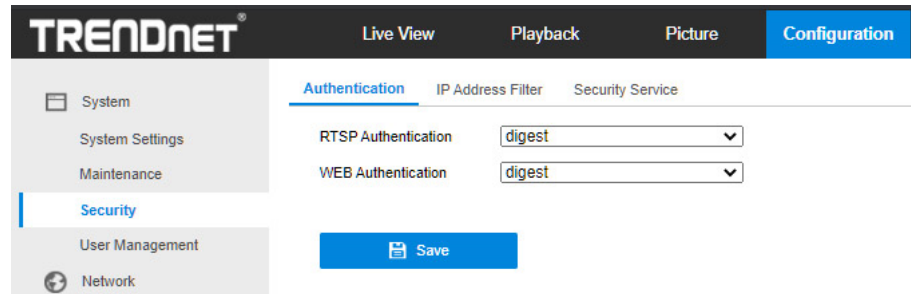 TRENDnet®
Live View Playback Picture Configuration
System
System Settings
Maintenance
Security
User Management
Network
Authentication IP Address Filter Security Service
RTSP Authentication digest
WEB Authentication digest
Save